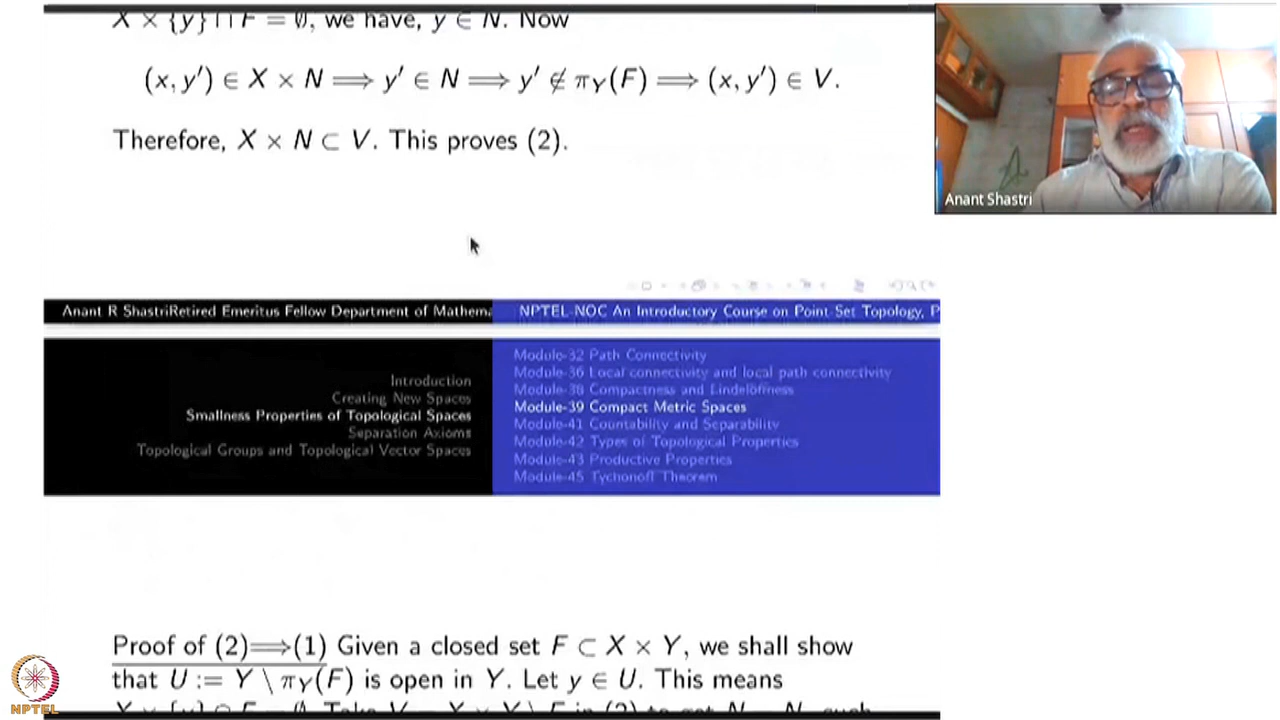 X × {y} ∩ F = ∅, we have, y ∈ N. Now
(x, y′) ∈ X × N ⟹ y′ ∈ N ⟹ y′ ∉ π_Y(F) ⟹ (x, y′) ∈ V.
Therefore, X × N ⊂ V. This proves (2).
Anant Shastri
Anant R ShastriRetired Emeritus Fellow Department of Mathema
NPTEL-NOC An Introductory Course on Point Set Topology, P
Introduction
Creating New Spaces
Smallness Properties of Topological Spaces
Separation Axioms
Topological Groups and Topological Vector Spaces
Module-32 Path Connectivity
Module-36 Local connectivity and local path connectivity
Module-38 Compactness and Lindelöfness
Module-39 Compact Metric Spaces
Module-41 Countability and Separability
Module-42 Types of Topological Properties
Module-43 Productive Properties
Module-45 Tychonoff Theorem
Proof of (2)⟹(1) Given a closed set F ⊂ X × Y, we shall show
that U := Y \ π_Y(F) is open in Y. Let y ∈ U. This means
NPTEL